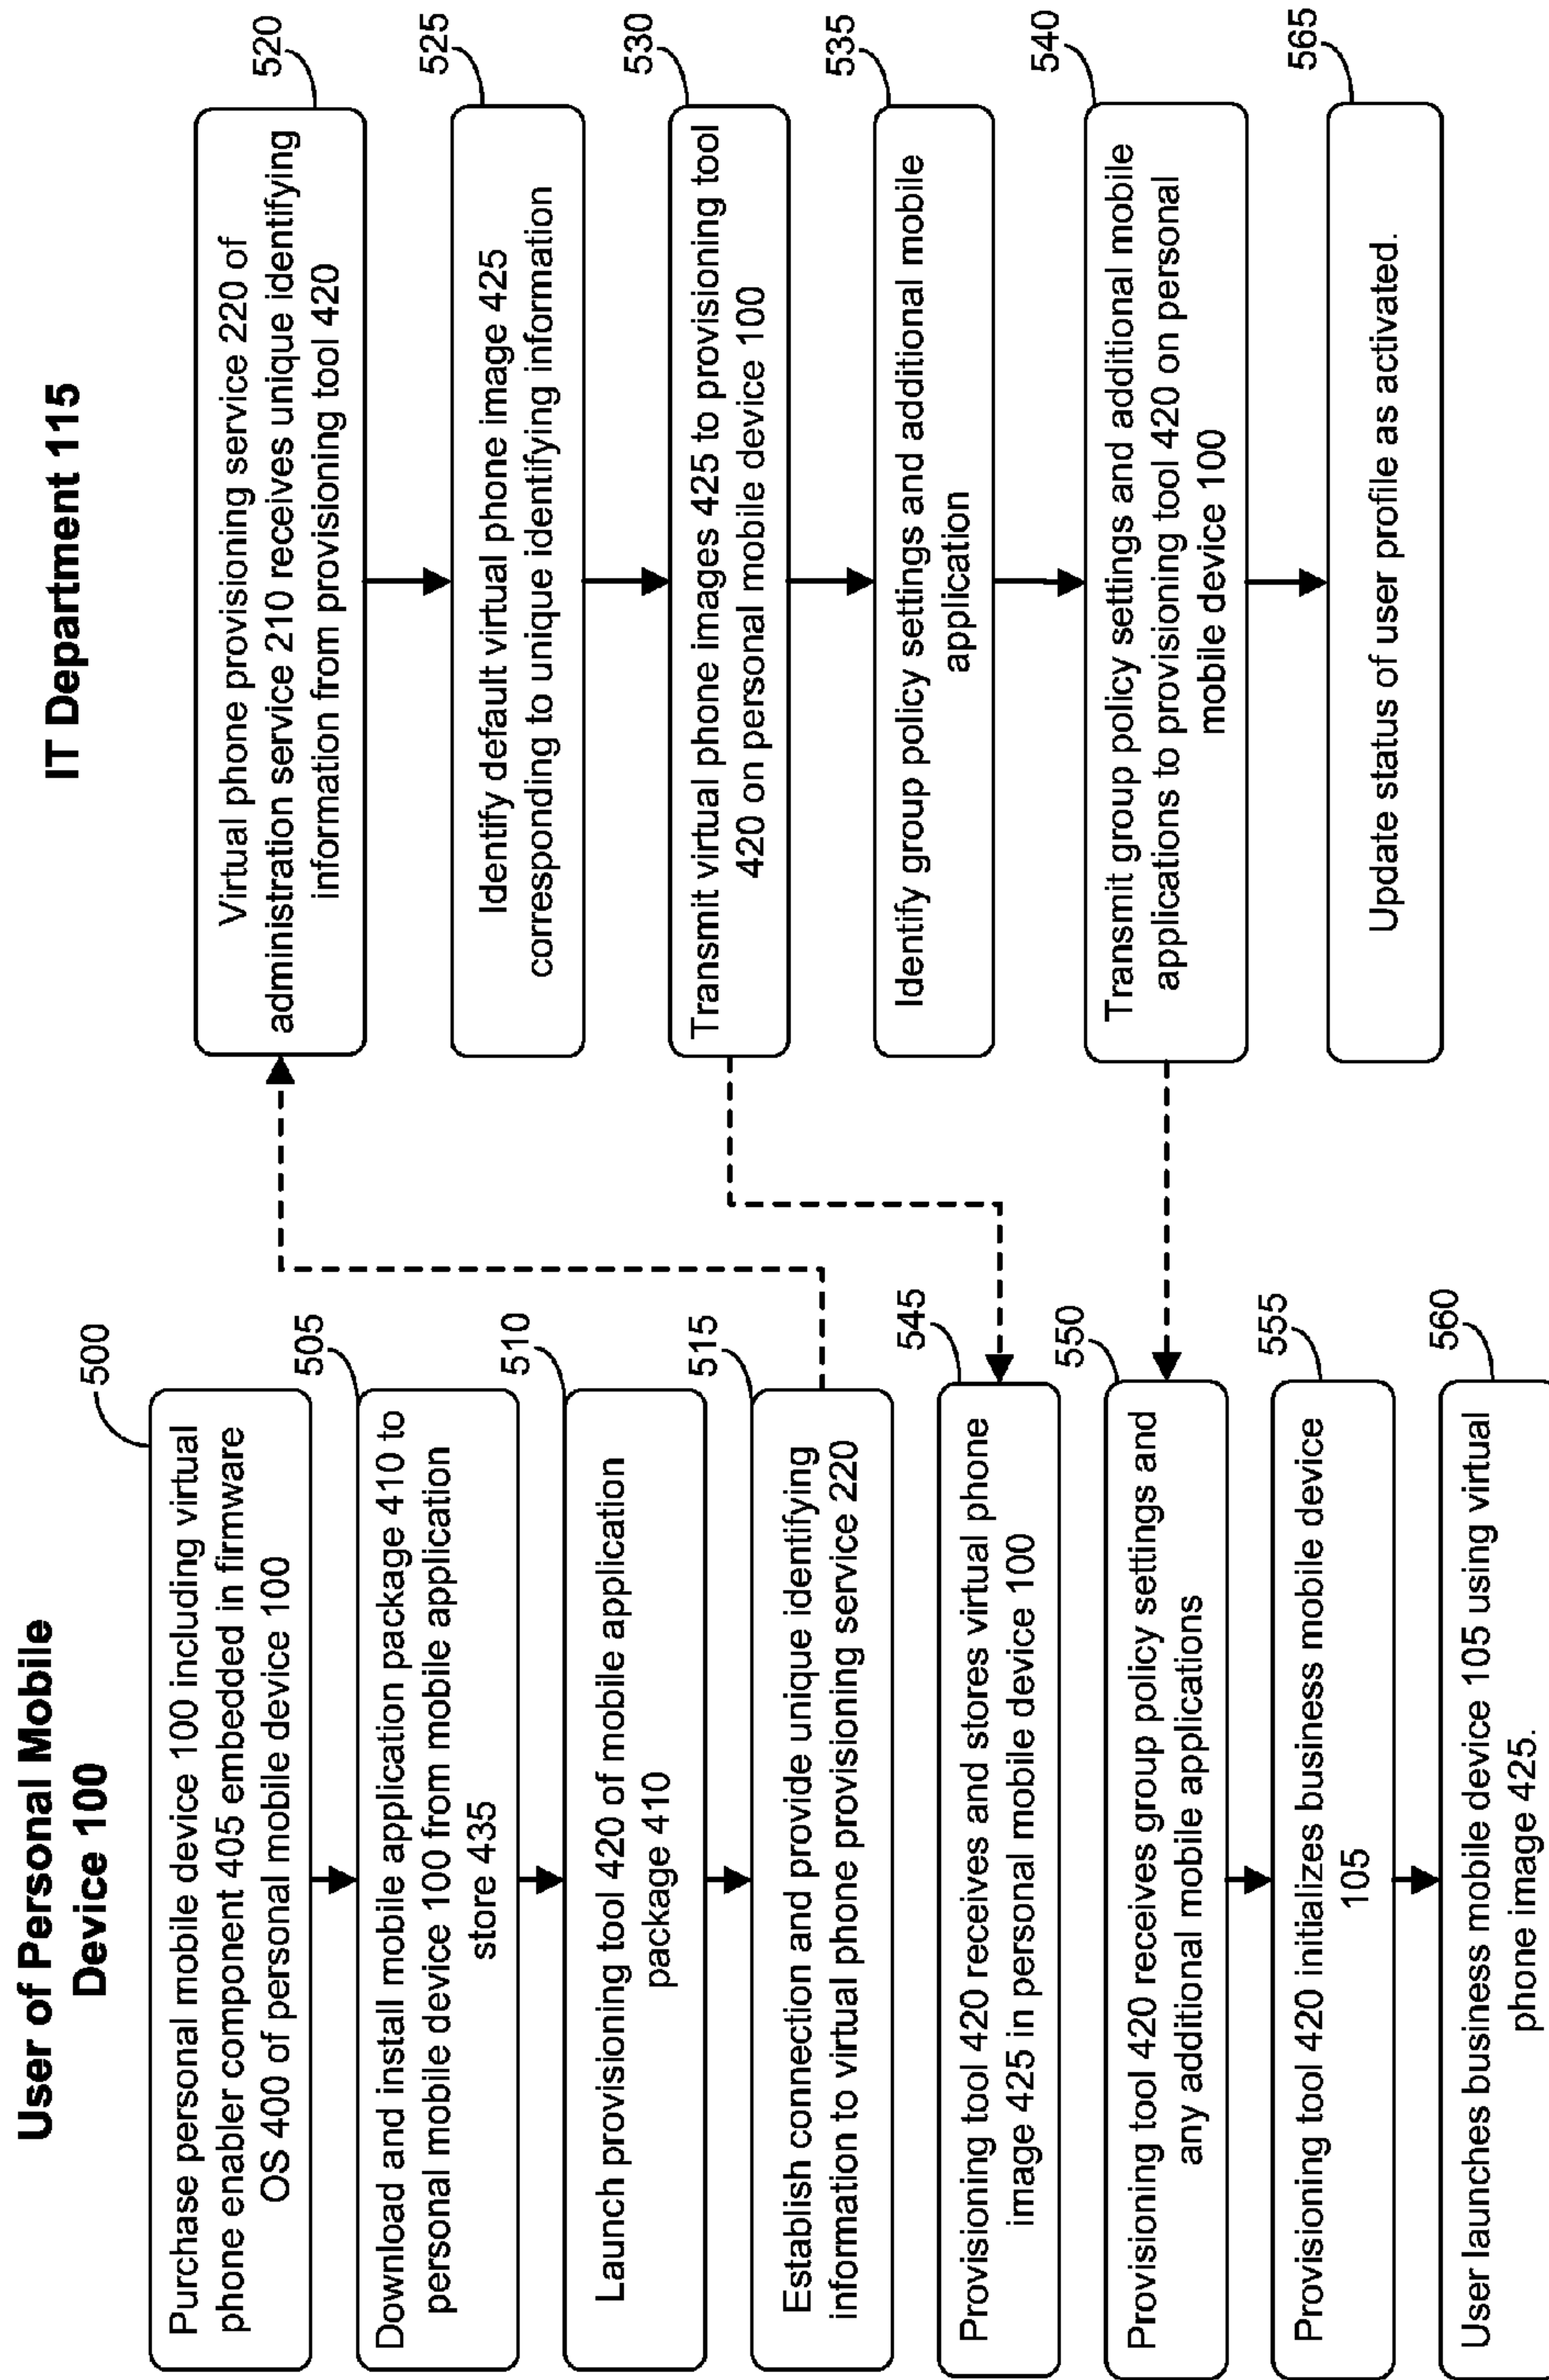 User of Personal Mobile
Device 100
500
Purchase personal mobile device 100 including virtual
phone enabler component 405 embedded in firmware
OS 400 of personal mobile device 100
505
Download and install mobile application package 410 to
personal mobile device 100 from mobile application
store 435
510
Launch provisioning tool 420 of mobile application
package 410
515
Establish connection and provide unique identifying
information to virtual phone provisioning service 220
545
Provisioning tool 420 receives and stores virtual phone
image 425 in personal mobile device 100
550
Provisioning tool 420 receives group policy settings and
any additional mobile applications
555
Provisioning tool 420 initializes business mobile device
105
560
User launches business mobile device 105 using virtual
phone image 425.
IT Department 115
520
Virtual phone provisioning service 220 of
administration service 210 receives unique identifying
information from provisioning tool 420
525
Identify default virtual phone image 425
corresponding to unique identifying information
530
Transmit virtual phone images 425 to provisioning tool
420 on personal mobile device 100
535
Identify group policy settings and additional mobile
application
540
Transmit group policy settings and additional mobile
applications to provisioning tool 420 on personal
mobile device 100
565
Update status of user profile as activated.